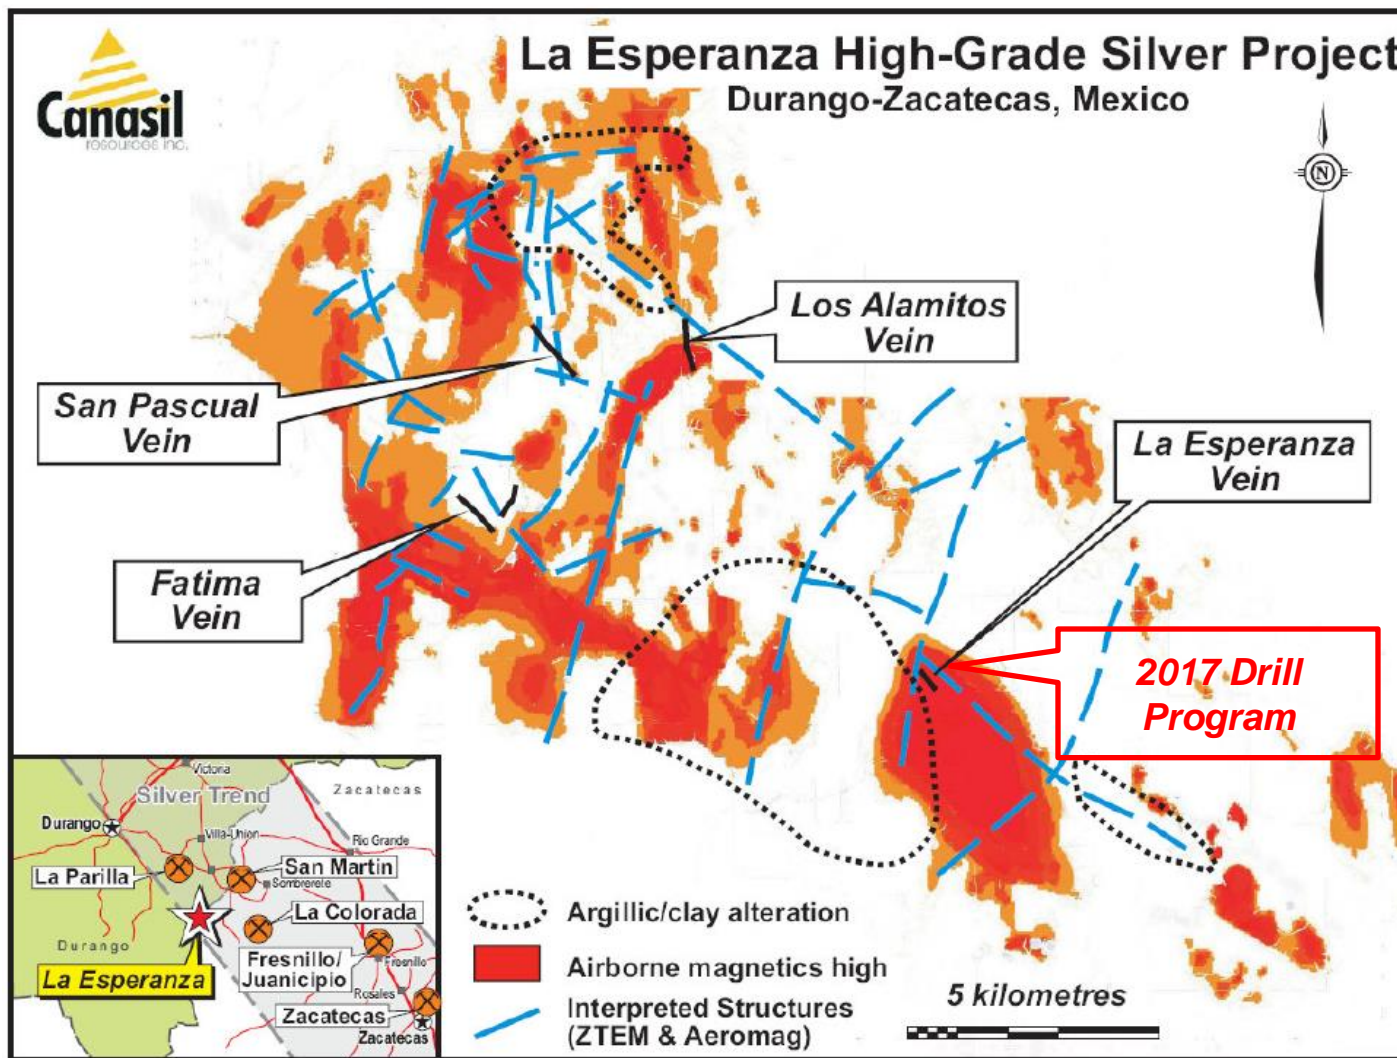 La Esperanza High-Grade Silver Project
Durango-Zacatecas, Mexico
Canasil
resources inc.
N
Los Alamitos
Vein
San Pascual
Vein
La Esperanza
Vein
Fatima
Vein
2017 Drill
Program
Victoria
Silver Trend
Zacatecas
Durango
Villa-Union
Rio Grande
La Parilla
San Martin
Sombrerete
La Colorada
Durango
Fresnillo/
Juanicipio
Fresnillo
La Esperanza
Rosales
Zacatecas
Zacatecas
Argillic/clay alteration
Airborne magnetics high
Interpreted Structures
(ZTEM & Aeromag)
5 kilometres